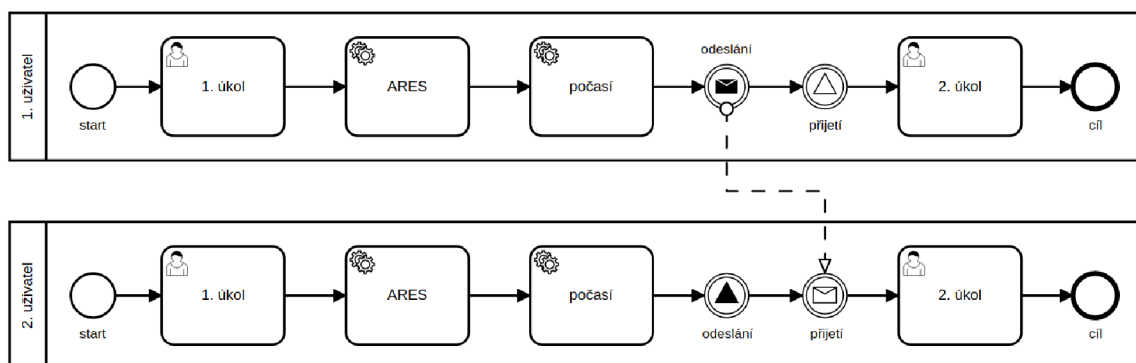 1. uživatel
start
1. úkol
ARES
počasí
odeslání
přijetí
2. úkol
cíl
2. uživatel
start
1. úkol
ARES
počasí
odeslání
přijetí
2. úkol
cíl